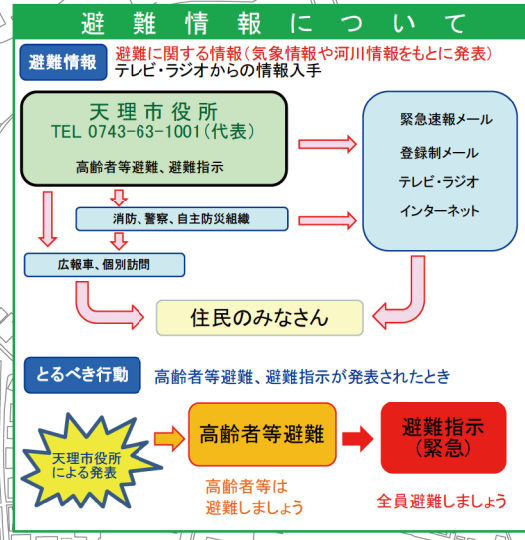 避難情報について
避難情報
避難に関する情報(気象情報や河川情報をもとに発表)
テレビ・ラジオからの情報入手
天理市役所
TEL 0743-63-1001(代表)
高齢者等避難、避難指示
緊急速報メール
登録制メール
テレビ・ラジオ
インターネット
消防、警察、自主防災組織
広報車、個別訪問
住民のみなさん
とるべき行動
高齢者等避難、避難指示が発表されたとき
天理市役所
による発表
高齢者等避難
避難指示
(緊急)
高齢者等は
避難しましょう
全員避難しましょう